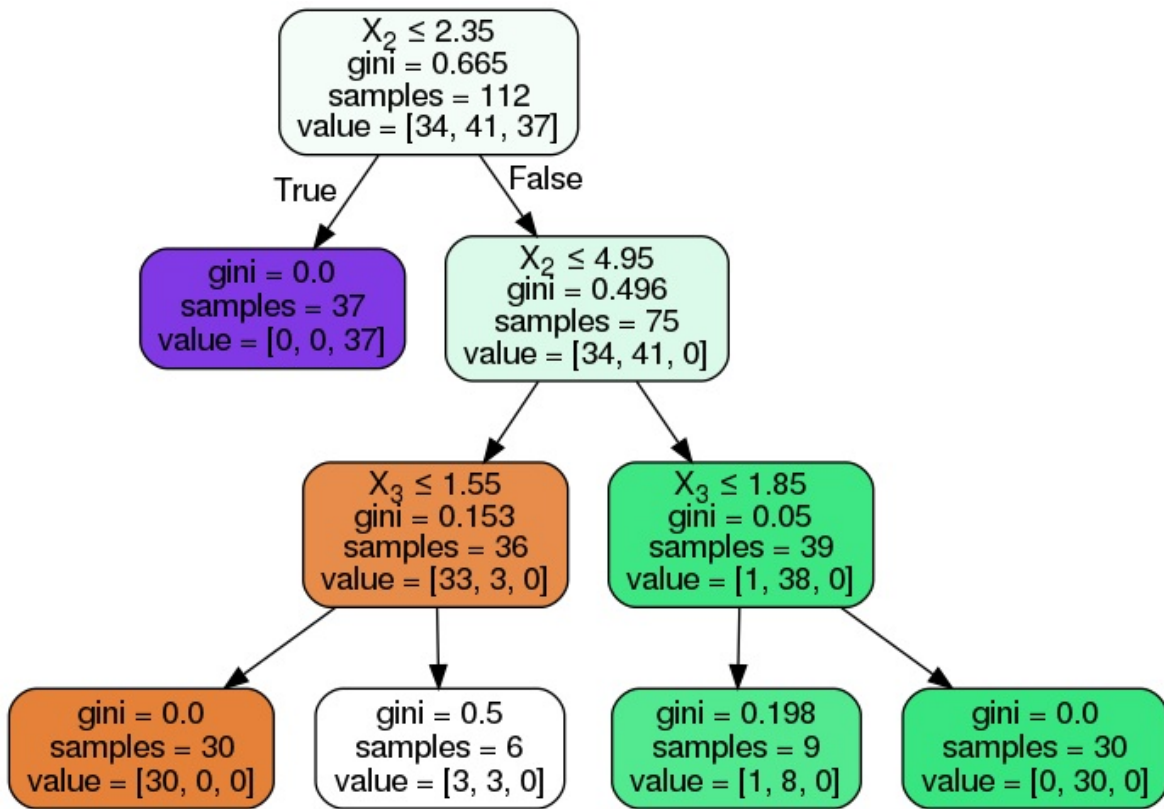 X₂ ≤ 2.35
gini = 0.665
samples = 112
value = [34, 41, 37]
True
False
gini = 0.0
samples = 37
value = [0, 0, 37]
X₂ ≤ 4.95
gini = 0.496
samples = 75
value = [34, 41, 0]
X₃ ≤ 1.55
gini = 0.153
samples = 36
value = [33, 3, 0]
X₃ ≤ 1.85
gini = 0.05
samples = 39
value = [1, 38, 0]
gini = 0.0
samples = 30
value = [30, 0, 0]
gini = 0.5
samples = 6
value = [3, 3, 0]
gini = 0.198
samples = 9
value = [1, 8, 0]
gini = 0.0
samples = 30
value = [0, 30, 0]